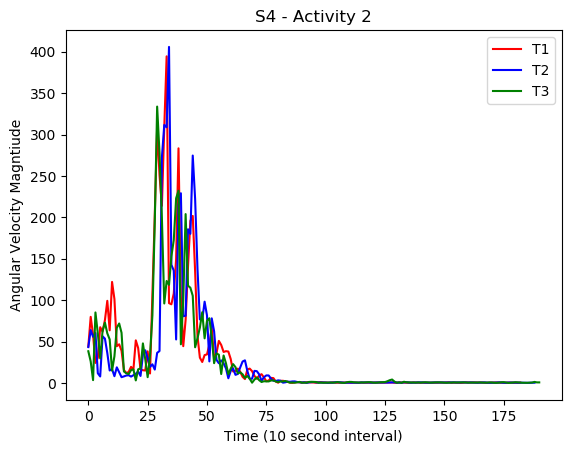 S4 - Activity 2
T1
T2
T3
400
350
300
250
200
150
100
50
0
Angular Velocity Magntiude
0 25 50 75 100 125 150 175
Time (10 second interval)